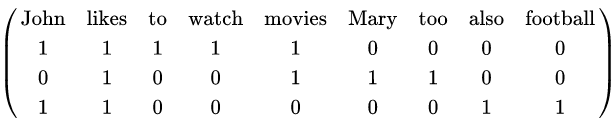 John likes to watch movies Mary too also football
1 1 1 1 1 0 0 0 0
0 1 0 0 1 1 1 0 0
1 1 0 0 0 0 0 1 1